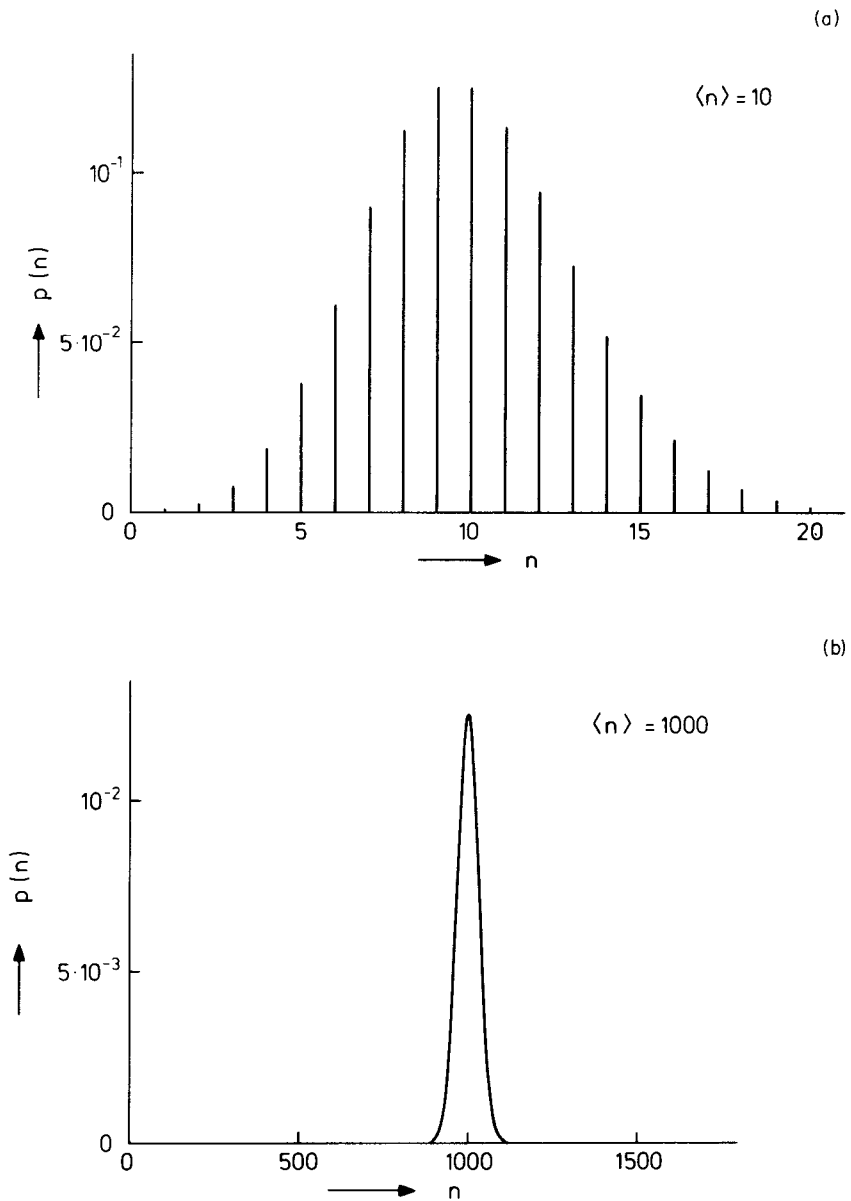 (a)
⟨n⟩ = 10
10⁻¹
p(n)
5·10⁻²
0
0 5 10 15 20
n
(b)
⟨n⟩ = 1000
10⁻²
p(n)
5·10⁻³
0
0 500 1000 1500
n